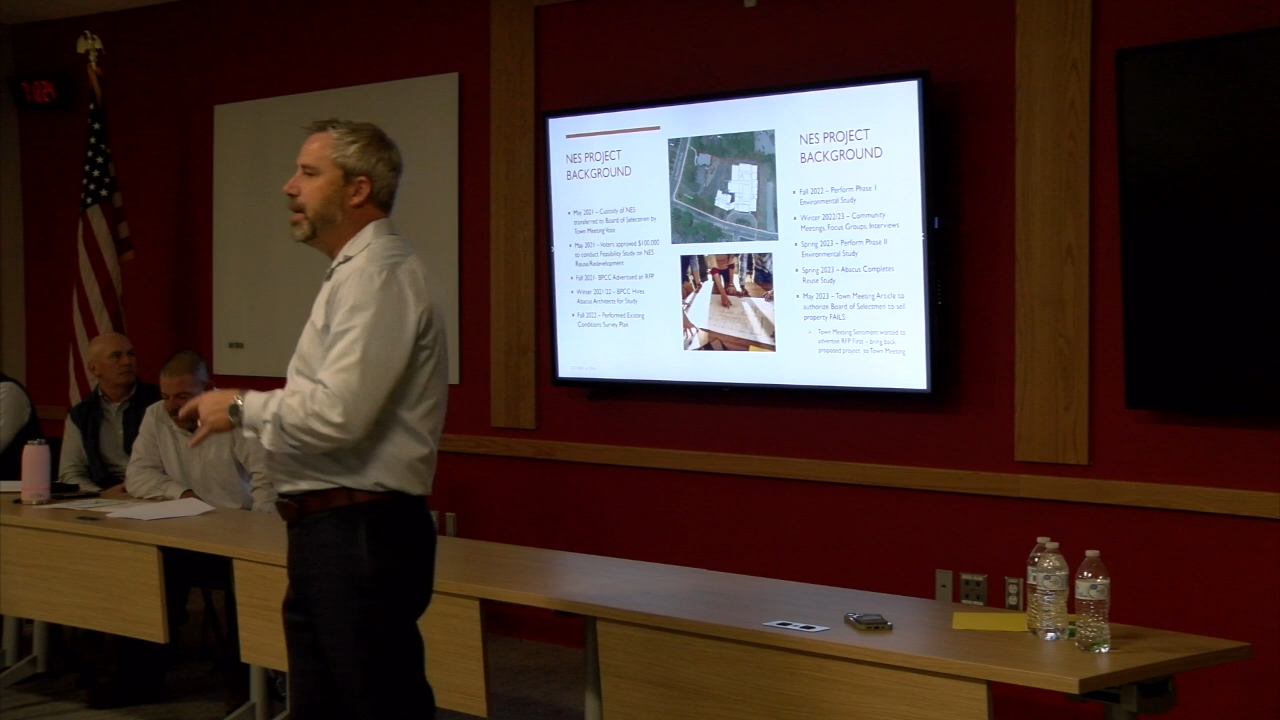 7:024
NES PROJECT
BACKGROUND
May 2021 – Custody of NES
transferred to Board of Selectmen by
Town Meeting Vote
May 2021 – Voters approved $100,000
to conduct Feasibility Study on NES
Reuse/Redevelopment
Fall 2021- BPCC Advertised an RFP
Winter 2021/22 – BPCC Hires
Abacus Architects for Study
Fall 2022 – Performed Existing
Conditions Survey Plan
NES PROJECT
BACKGROUND
Fall 2022 – Perform Phase I
Environmental Study
Winter 2022/23 – Community
Meetings, Focus Groups, Interviews
Spring 2023 – Perform Phase II
Environmental Study
Spring 2023 – Abacus Completes
Reuse Study
May 2023 – Town Meeting Article to
authorize Board of Selectmen to sell
property FAILS
Town Meeting Sentiment wanted to
advertise RFP First – bring back
proposed project to Town Meeting